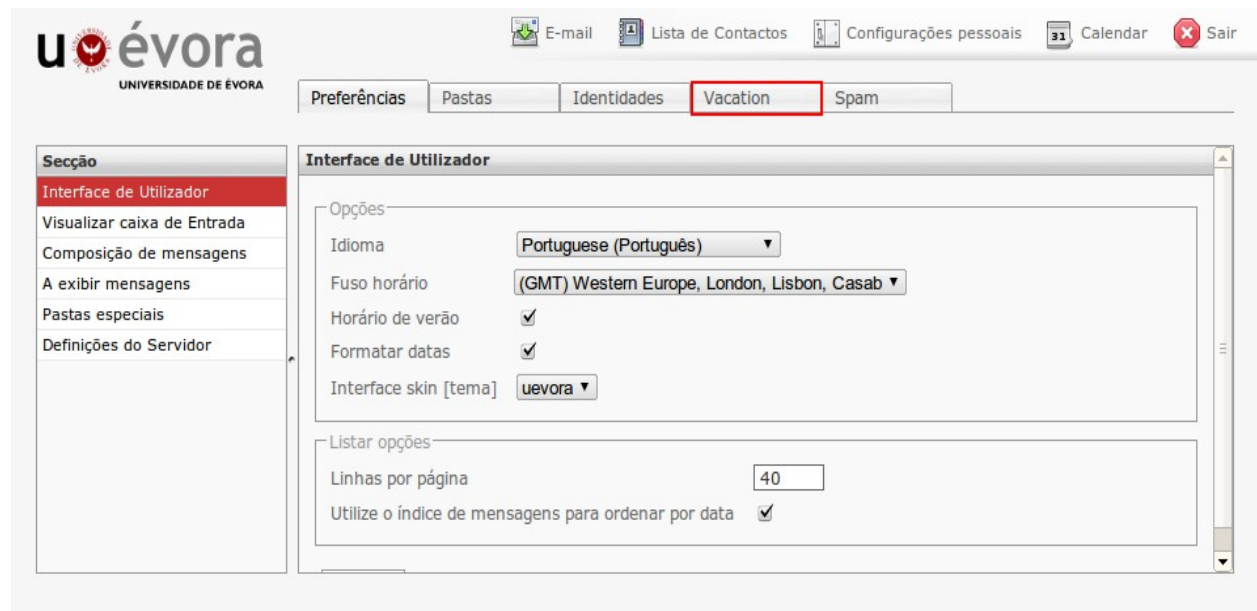 E-mail Lista de Contactos Configurações pessoais 31 Calendar Sair
u évora
UNIVERSIDADE DE ÉVORA
Preferências Pastas Identidades Vacation Spam
Secção
Interface de Utilizador
Visualizar caixa de Entrada
Composição de mensagens
A exibir mensagens
Pastas especiais
Definições do Servidor
Interface de Utilizador
Opções
Idioma Portuguese (Português)
Fuso horário (GMT) Western Europe, London, Lisbon, Casab
Horário de verão
Formatar datas
Interface skin [tema] uevora
Listar opções
Linhas por página 40
Utilize o índice de mensagens para ordenar por data